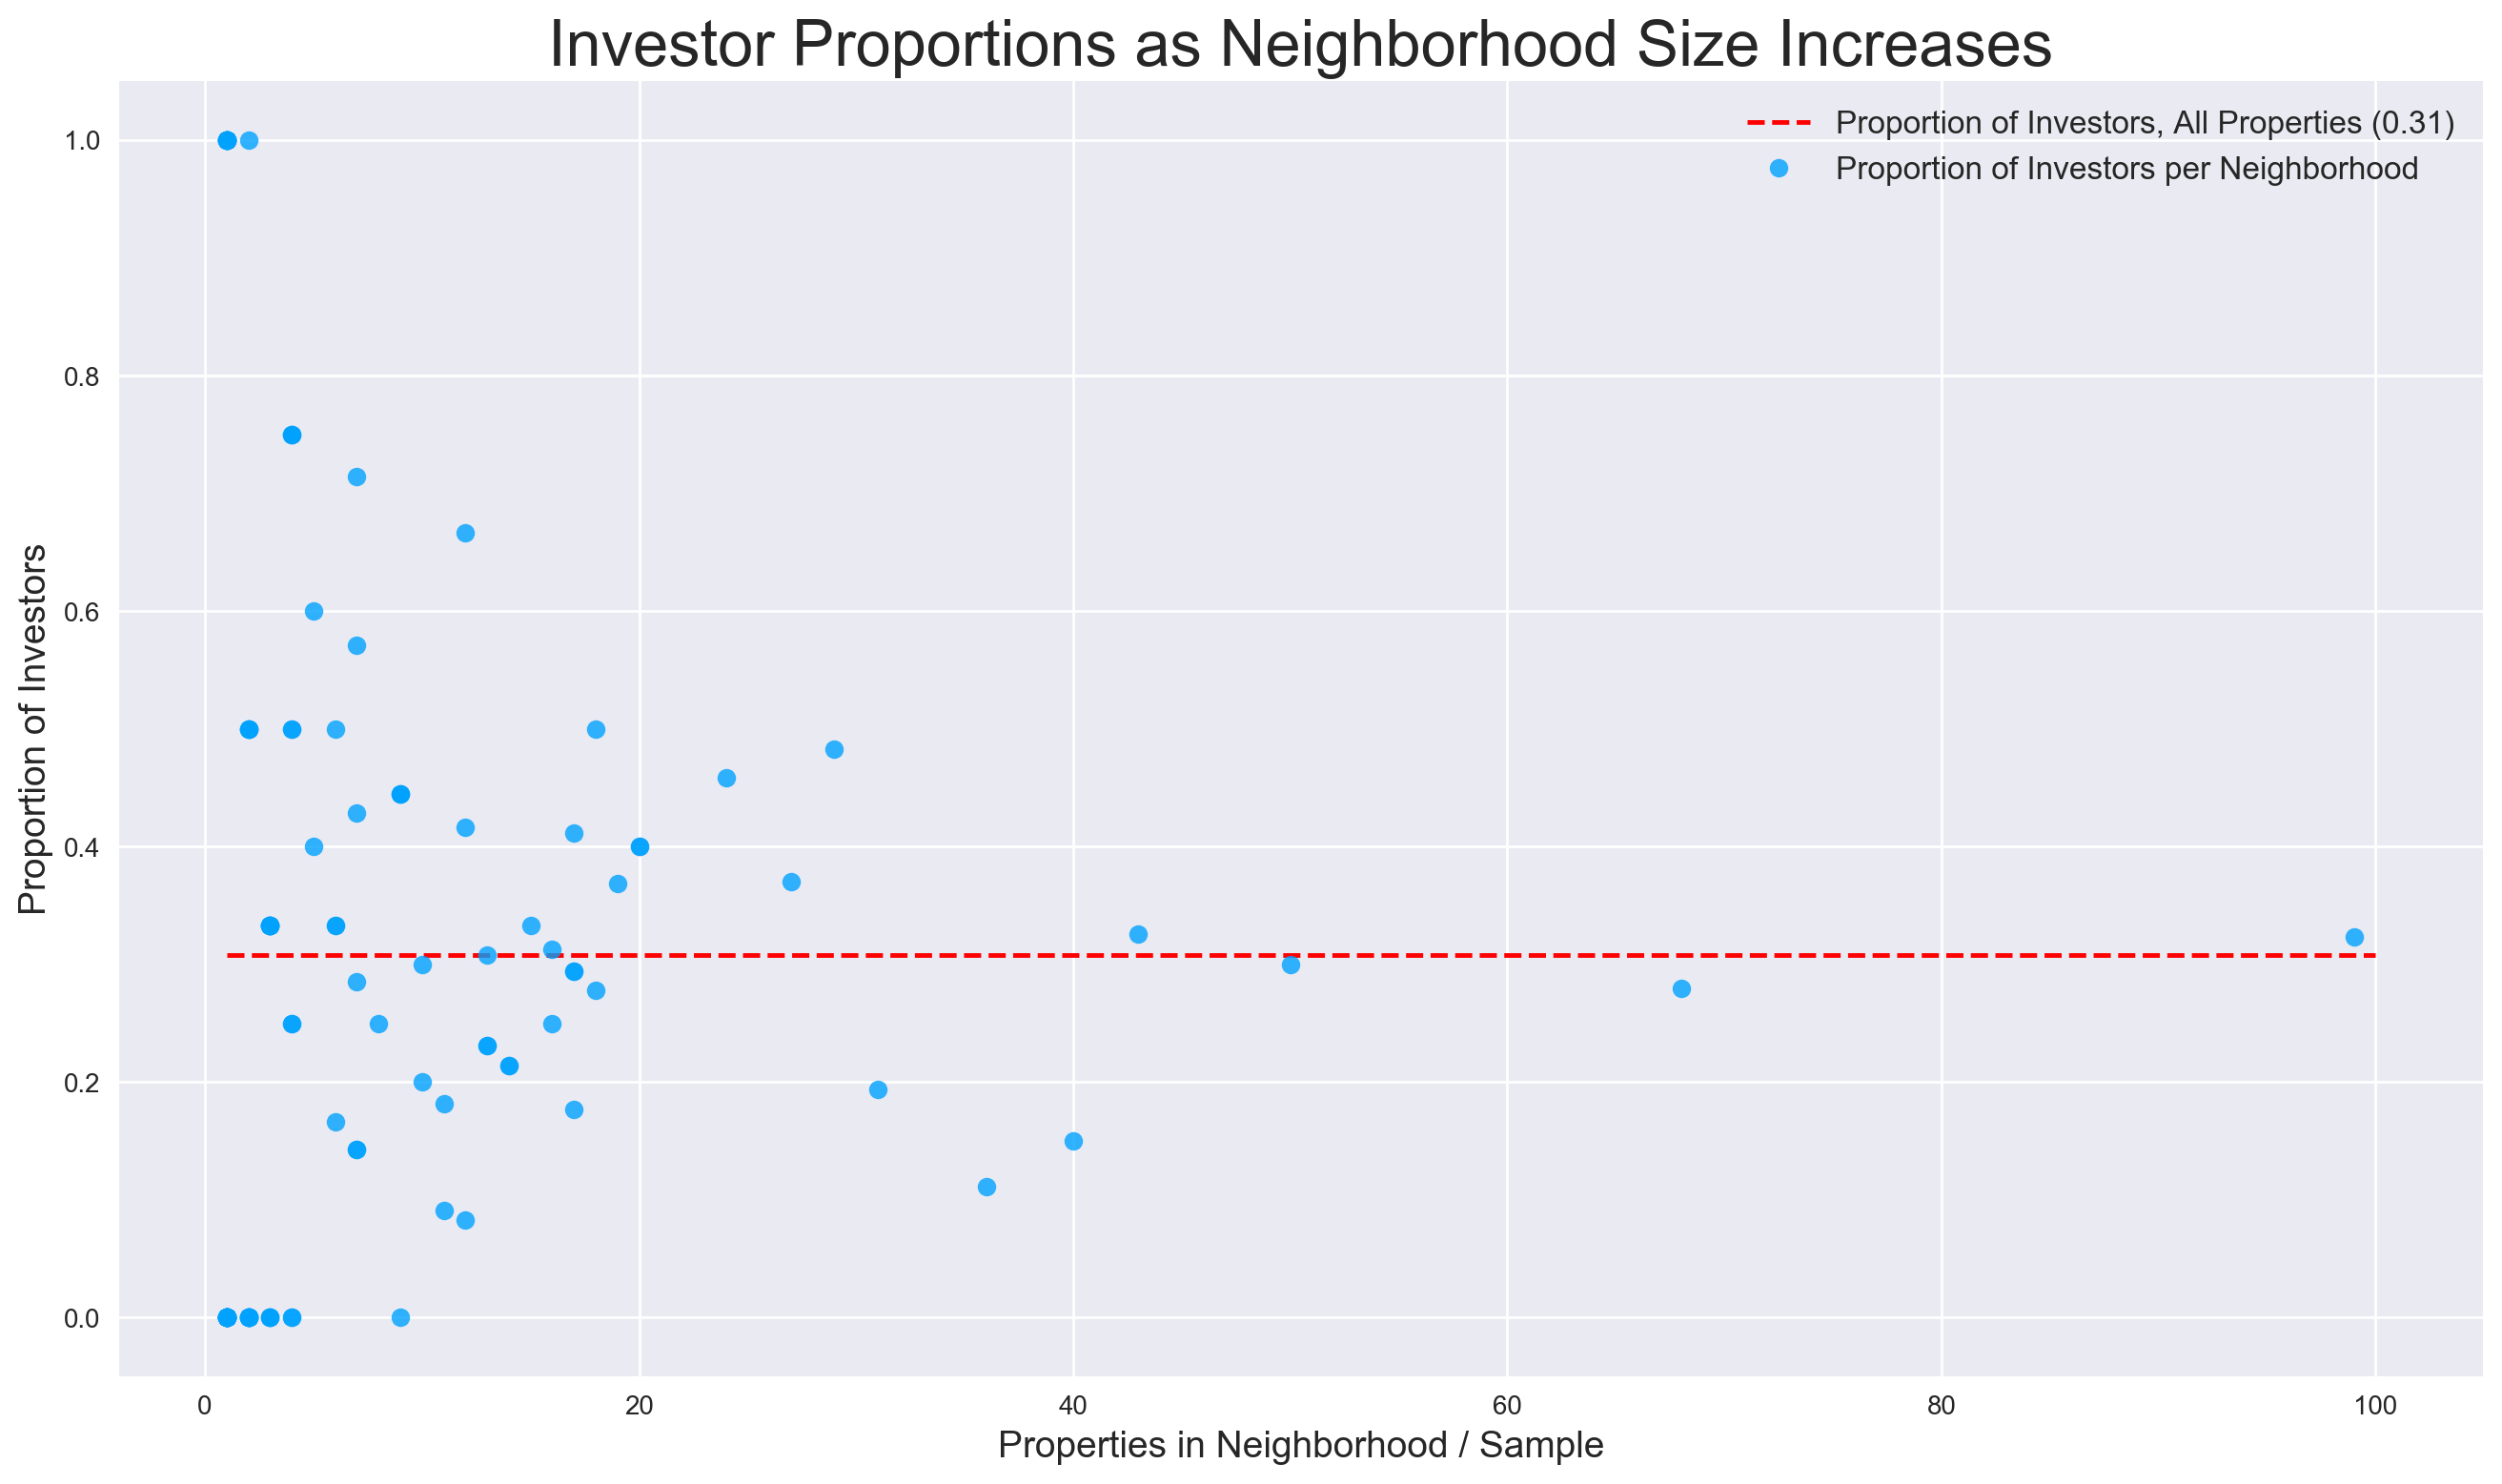 Investor Proportions as Neighborhood Size Increases
Proportion of Investors, All Properties (0.31)
Proportion of Investors per Neighborhood
1.0
0.8
0.6
0.4
0.2
0.0
Proportion of Investors
0 20 40 60 80 100
Properties in Neighborhood / Sample